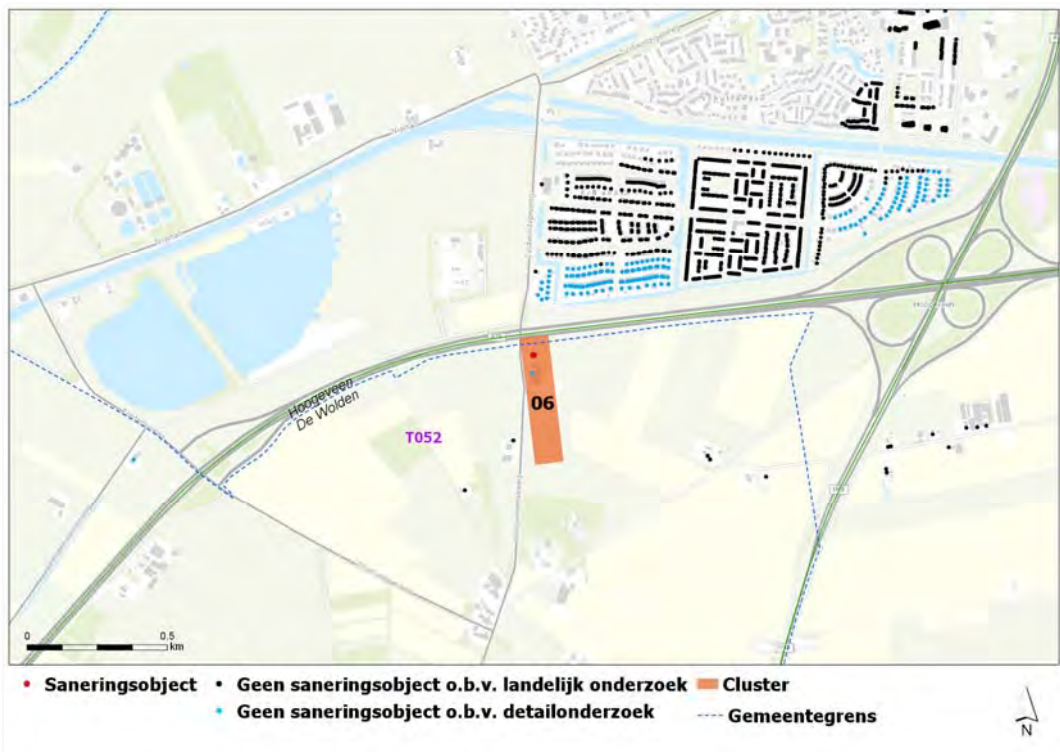 Hoogeveen
Hoogeveen
De Wolden
06
T052
0 0.5
km
Saneringsobject
Geen saneringsobject o.b.v. landelijk onderzoek
Cluster
Geen saneringsobject o.b.v. detailonderzoek
Gemeentegrens
N